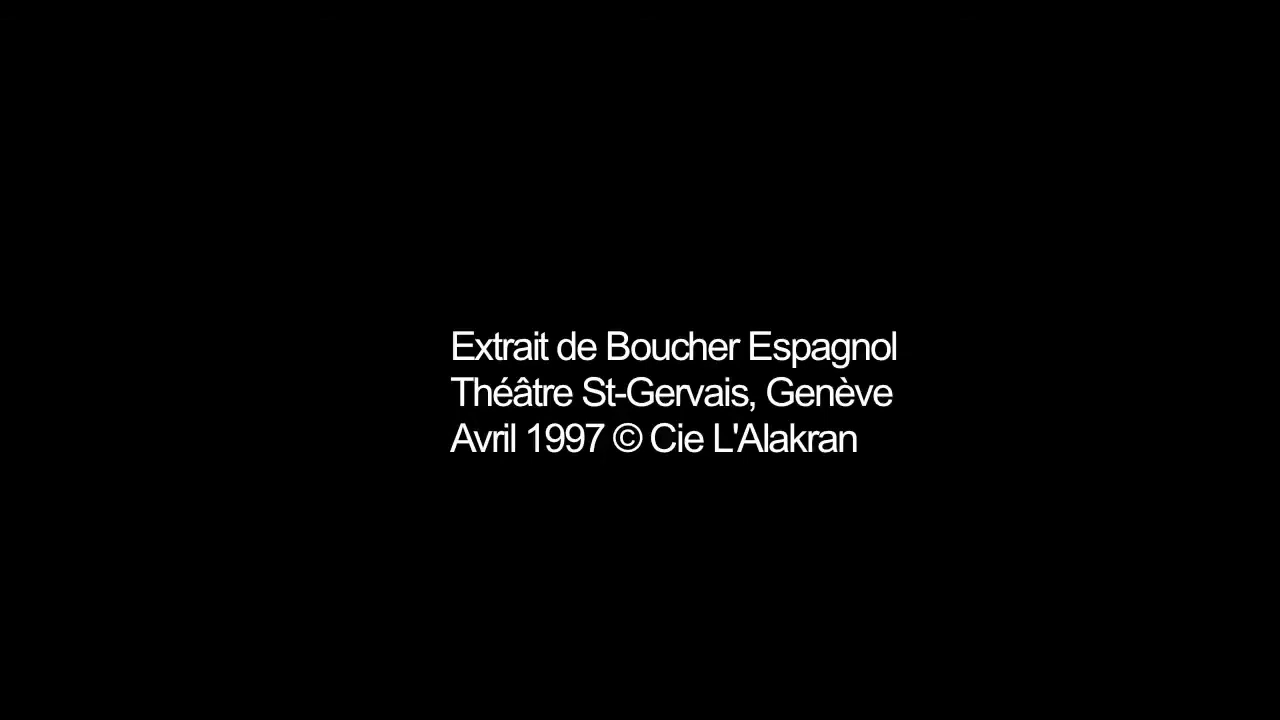 Extrait de Boucher Espagnol
Théâtre St-Gervais, Genève
Avril 1997 © Cie L'Alakran